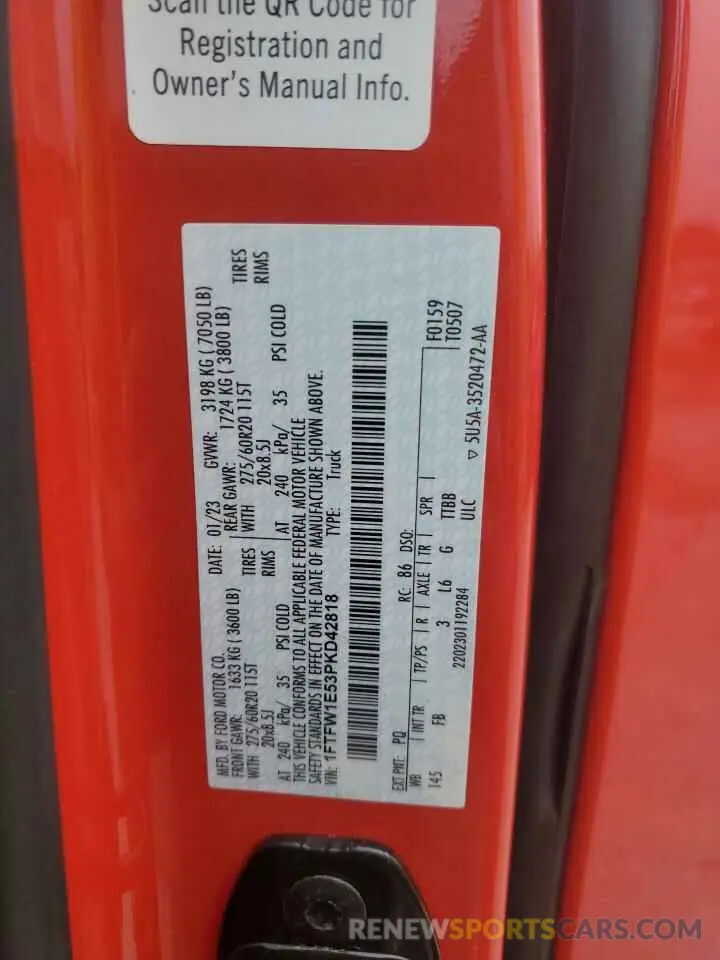 Scan the QR Code for
Registration and
Owner's Manual Info.
MFD. BY FORD MOTOR CO.
DATE: 01/23 GVWR: 3198 KG ( 7050 LB)
FRONT GAWR: 1633 KG ( 3600 LB)
REAR GAWR: 1724 KG ( 3800 LB)
WITH 275/60R20 115T TIRES
WITH 275/60R20 115T TIRES
20x8.5J RIMS
20x8.5J RIMS
AT 240 kPa/ 35 PSI COLD
AT 240 kPa/ 35 PSI COLD
THIS VEHICLE CONFORMS TO ALL APPLICABLE FEDERAL MOTOR VEHICLE
SAFETY STANDARDS IN EFFECT ON THE DATE OF MANUFACTURE SHOWN ABOVE.
VIN: 1FTFW1E53PKD42818 TYPE: Truck
EXT PNT: PQ RC: 86 DSO: F0159
WB INT TR TP/PS R AXLE TR SPR T0507
145 FB 3 L6 G TTBB
2202301192284 ULC
▽ 5U5A-3520472-AA
RENEWSPORTSCARS.COM